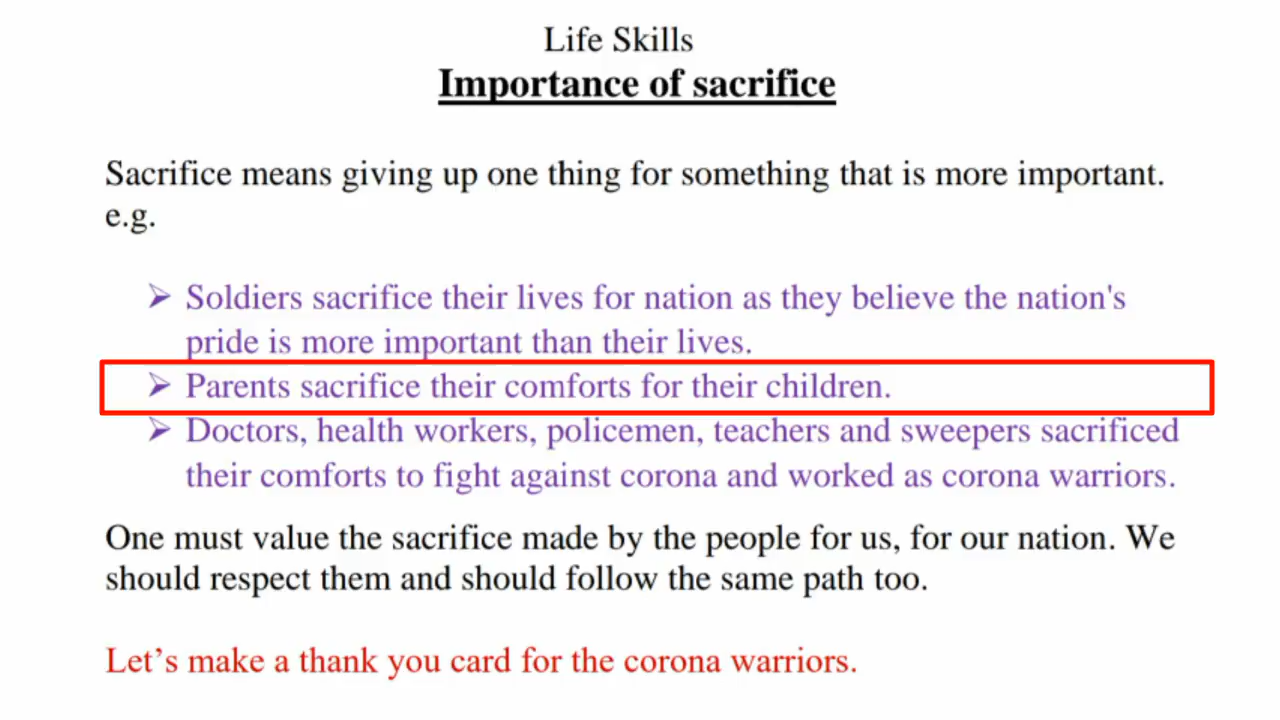 Life Skills
Importance of sacrifice
Sacrifice means giving up one thing for something that is more important.
e.g.
➢ Soldiers sacrifice their lives for nation as they believe the nation's
pride is more important than their lives.
➢ Parents sacrifice their comforts for their children.
➢ Doctors, health workers, policemen, teachers and sweepers sacrificed
their comforts to fight against corona and worked as corona warriors.
One must value the sacrifice made by the people for us, for our nation. We
should respect them and should follow the same path too.
Let’s make a thank you card for the corona warriors.